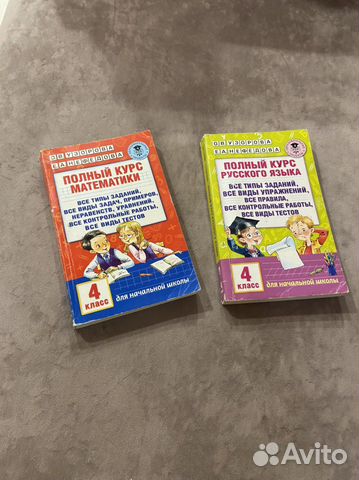 О.В. УЗОРОВА
Е.А. НЕФЁДОВА
ПОЛНЫЙ КУРС
МАТЕМАТИКИ
ВСЕ ТИПЫ ЗАДАНИЙ,
ВСЕ ВИДЫ ЗАДАЧ, ПРИМЕРОВ,
НЕРАВЕНСТВ, УРАВНЕНИЙ,
ВСЕ КОНТРОЛЬНЫЕ РАБОТЫ,
ВСЕ ВИДЫ ТЕСТОВ
4
КЛАСС
для начальной школы
О.В. УЗОРОВА
Е.А. НЕФЁДОВА
ПОЛНЫЙ КУРС
РУССКОГО ЯЗЫКА
ВСЕ ТИПЫ ЗАДАНИЙ,
ВСЕ ВИДЫ УПРАЖНЕНИЙ,
ВСЕ ПРАВИЛА,
ВСЕ КОНТРОЛЬНЫЕ РАБОТЫ,
ВСЕ ВИДЫ ТЕСТОВ
4
КЛАСС
для начальной школы
Avito